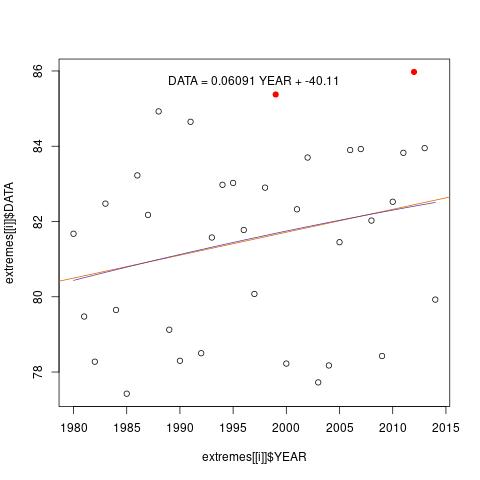 DATA = 0.06091 YEAR + -40.11
86
84
82
80
78
extremes[[i]]$DATA
1980 1985 1990 1995 2000 2005 2010 2015
extremes[[i]]$YEAR